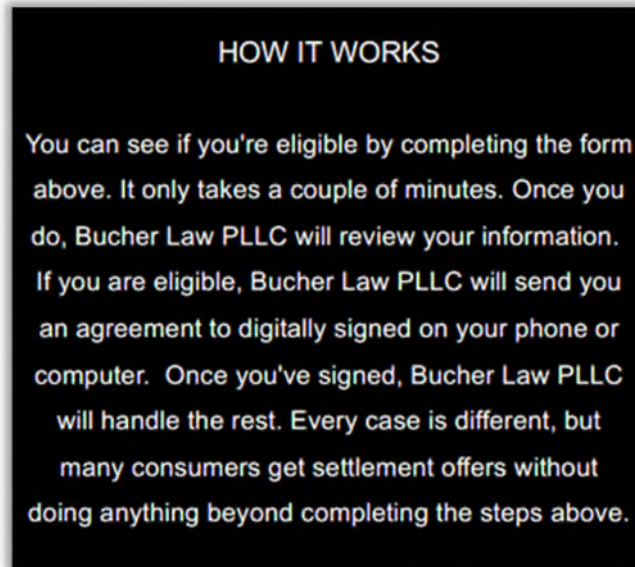 HOW IT WORKS
You can see if you're eligible by completing the form
above. It only takes a couple of minutes. Once you
do, Bucher Law PLLC will review your information.
If you are eligible, Bucher Law PLLC will send you
an agreement to digitally signed on your phone or
computer.  Once you've signed, Bucher Law PLLC
will handle the rest. Every case is different, but
many consumers get settlement offers without
doing anything beyond completing the steps above.